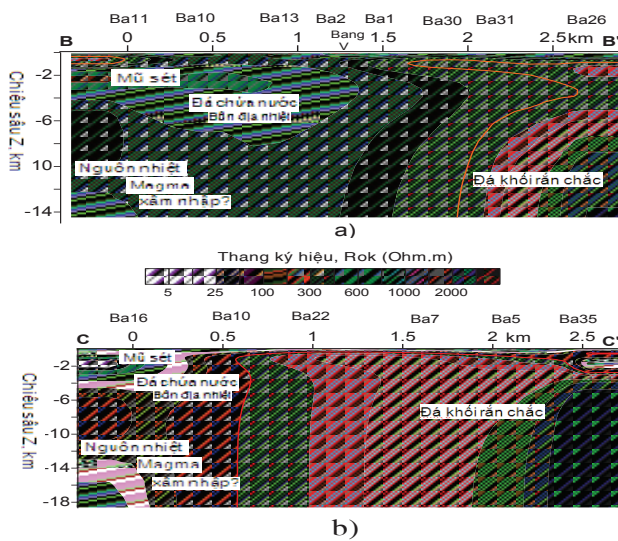 Ba11 Ba10 Ba13 Ba2 Ba1 Ba30 Ba31 Ba26
Bang
V
B 0 0.5 1 1.5 2 2.5 km B'
Chiều sâu Z, km
-2
-6
-10
-14
Mũ sét
Đá chứa nước
Bồn địa nhiệt
Nguồn nhiệt
Magma
xâm nhập?
Đá khối rắn chắc
a)
Thang ký hiệu, Rok (Ohm.m)
5 25 100 300 600 1000 2000
Ba16 Ba10 Ba22 Ba7 Ba5 Ba35
C 0 0.5 1 1.5 2 km 2.5 C'
Chiều sâu Z, km
-2
-6
-10
-14
-18
Mũ sét
Đá chứa nước
Bồn địa nhiệt
Đá khối rắn chắc
Nguồn nhiệt
Magma
xâm nhập?
b)